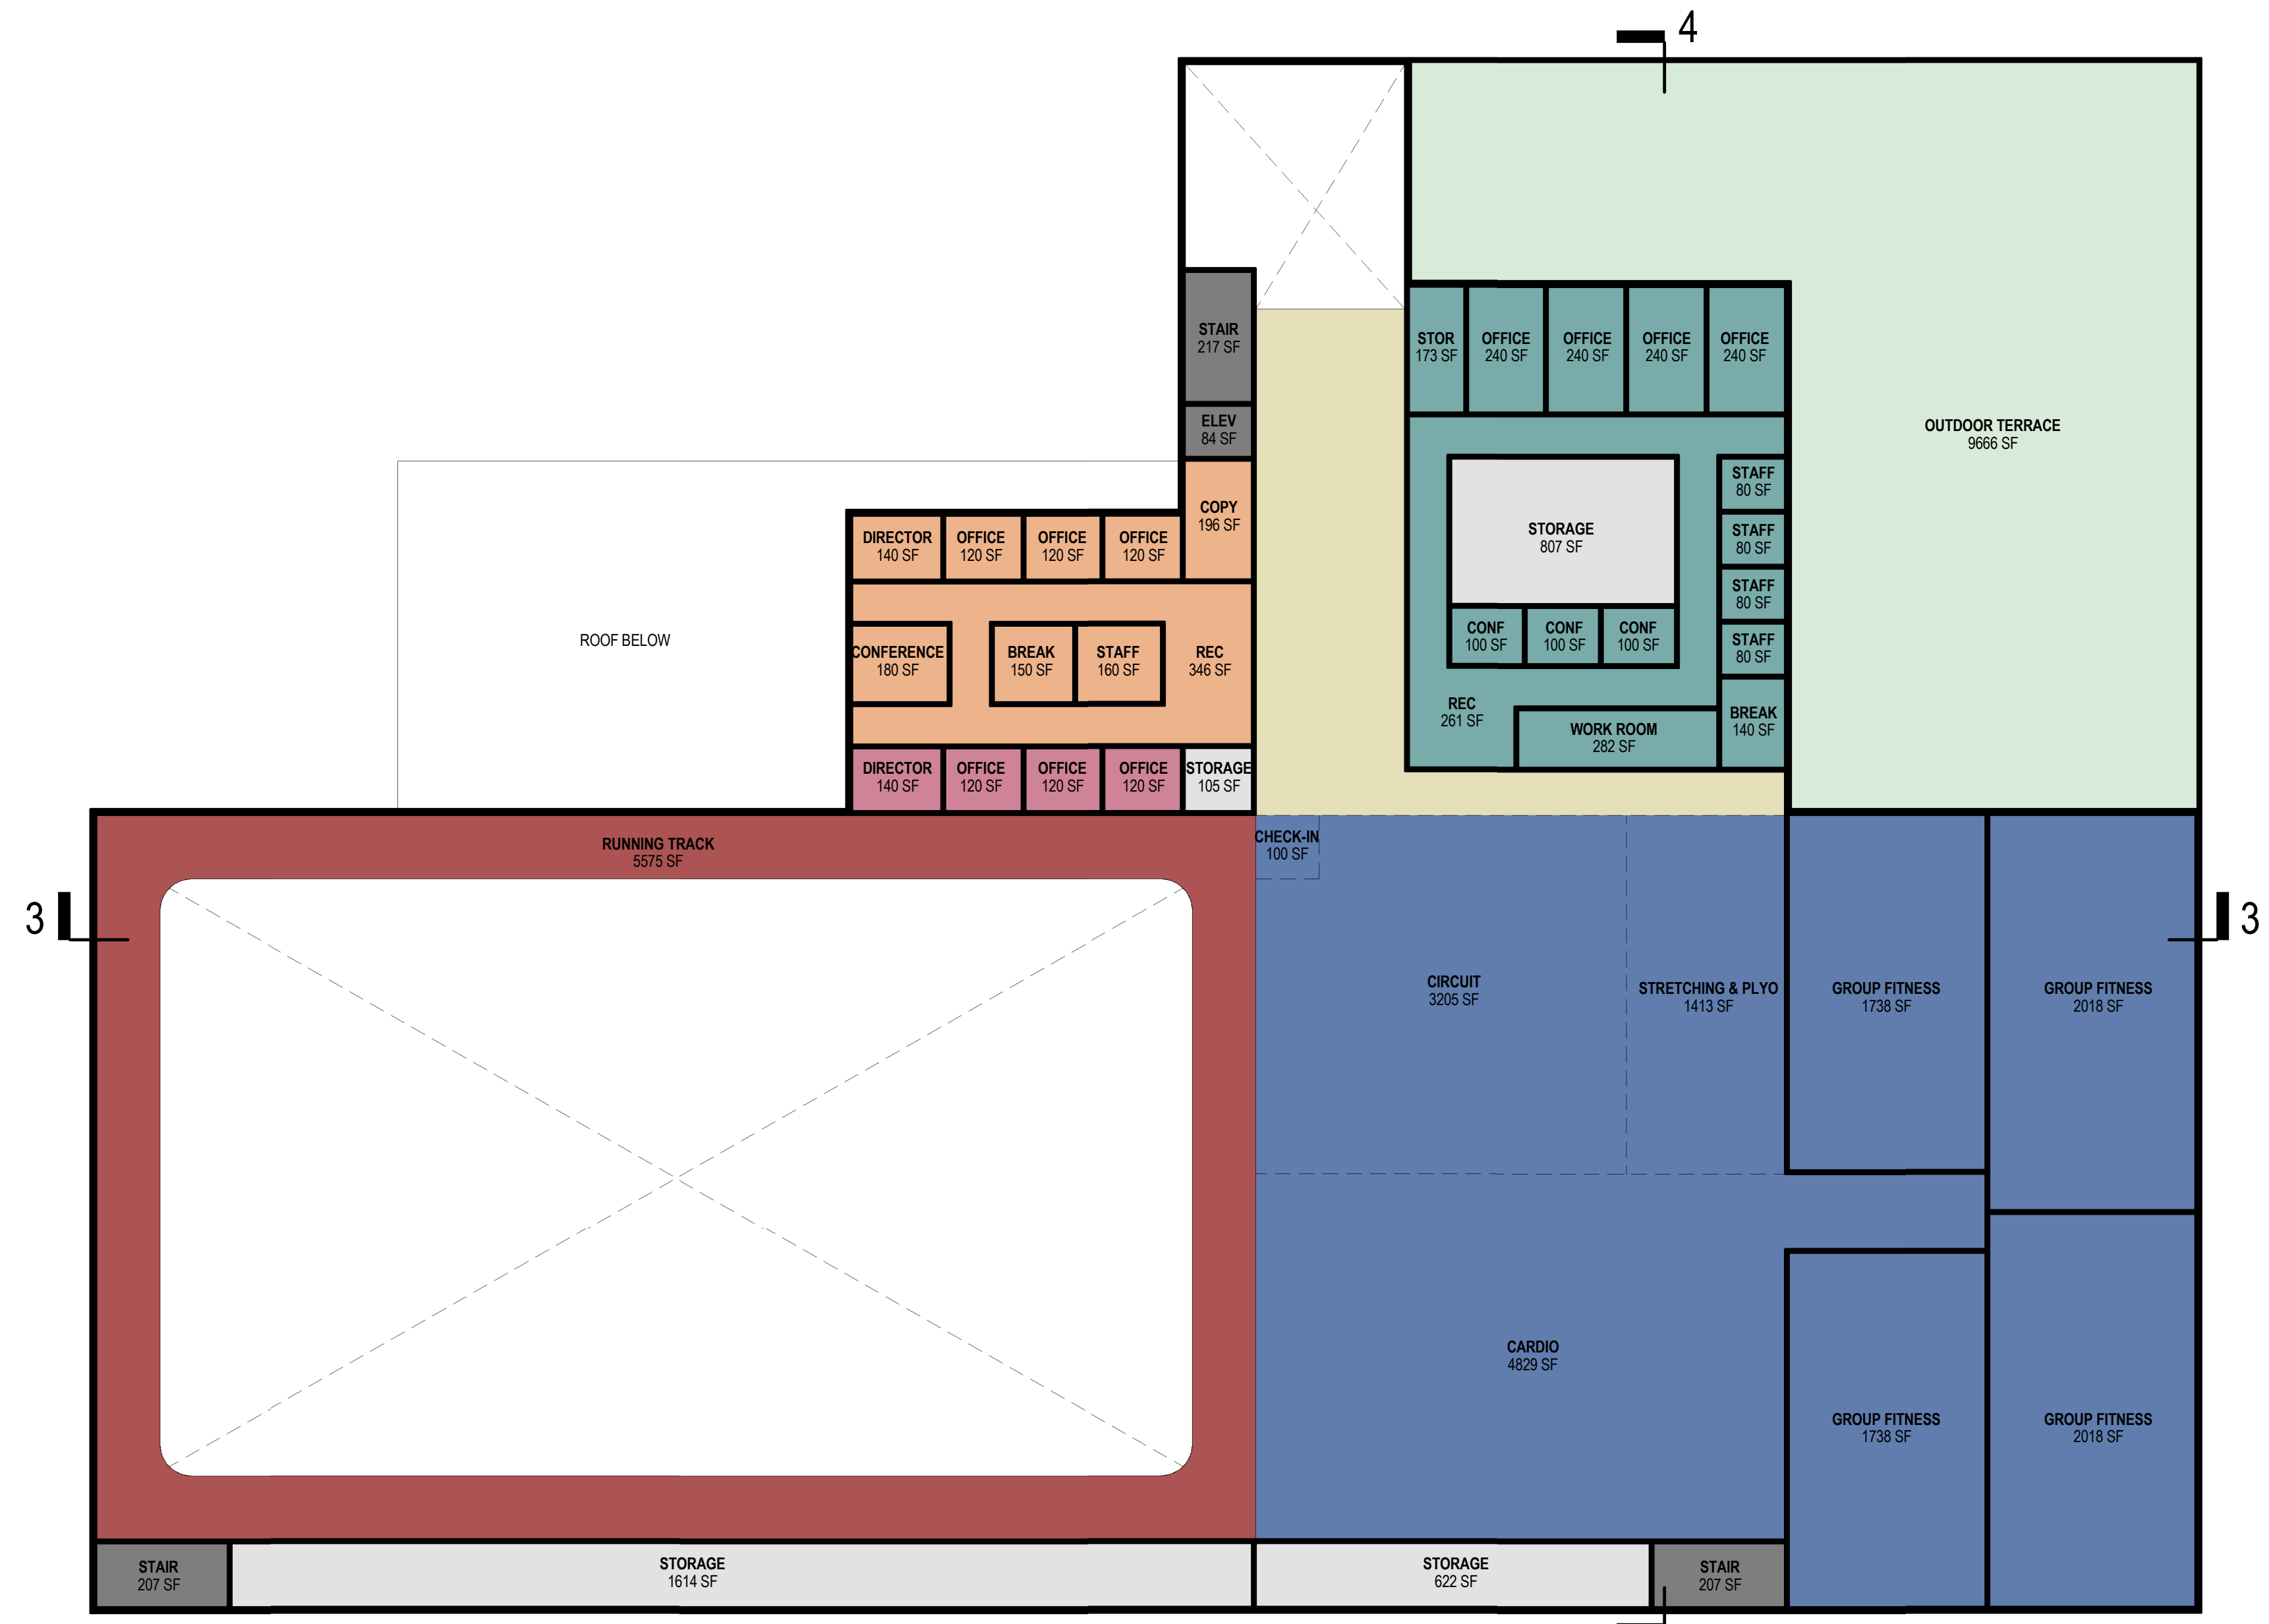 4
STAIR
217 SF
ELEV
84 SF
COPY
196 SF
STOR
173 SF
OFFICE
240 SF
OFFICE
240 SF
OFFICE
240 SF
OFFICE
240 SF
OUTDOOR TERRACE
9666 SF
STORAGE
807 SF
STAFF
80 SF
STAFF
80 SF
STAFF
80 SF
STAFF
80 SF
CONF
100 SF
CONF
100 SF
CONF
100 SF
REC
261 SF
WORK ROOM
282 SF
BREAK
140 SF
DIRECTOR
140 SF
OFFICE
120 SF
OFFICE
120 SF
OFFICE
120 SF
ROOF BELOW
CONFERENCE
180 SF
BREAK
150 SF
STAFF
160 SF
REC
346 SF
DIRECTOR
140 SF
OFFICE
120 SF
OFFICE
120 SF
OFFICE
120 SF
STORAGE
105 SF
RUNNING TRACK
5575 SF
CHECK-IN
100 SF
3
3
CIRCUIT
3205 SF
STRETCHING & PLYO
1413 SF
GROUP FITNESS
1738 SF
GROUP FITNESS
2018 SF
CARDIO
4829 SF
GROUP FITNESS
1738 SF
GROUP FITNESS
2018 SF
STAIR
207 SF
STORAGE
1614 SF
STORAGE
622 SF
STAIR
207 SF